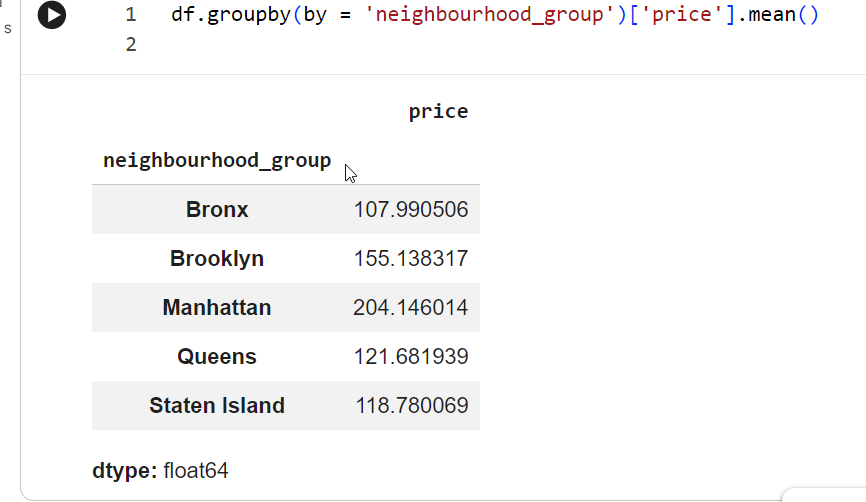 s
1 df.groupby(by = 'neighbourhood_group')['price'].mean()
2
price
neighbourhood_group
Bronx 107.990506
Brooklyn 155.138317
Manhattan 204.146014
Queens 121.681939
Staten Island 118.780069
dtype: float64